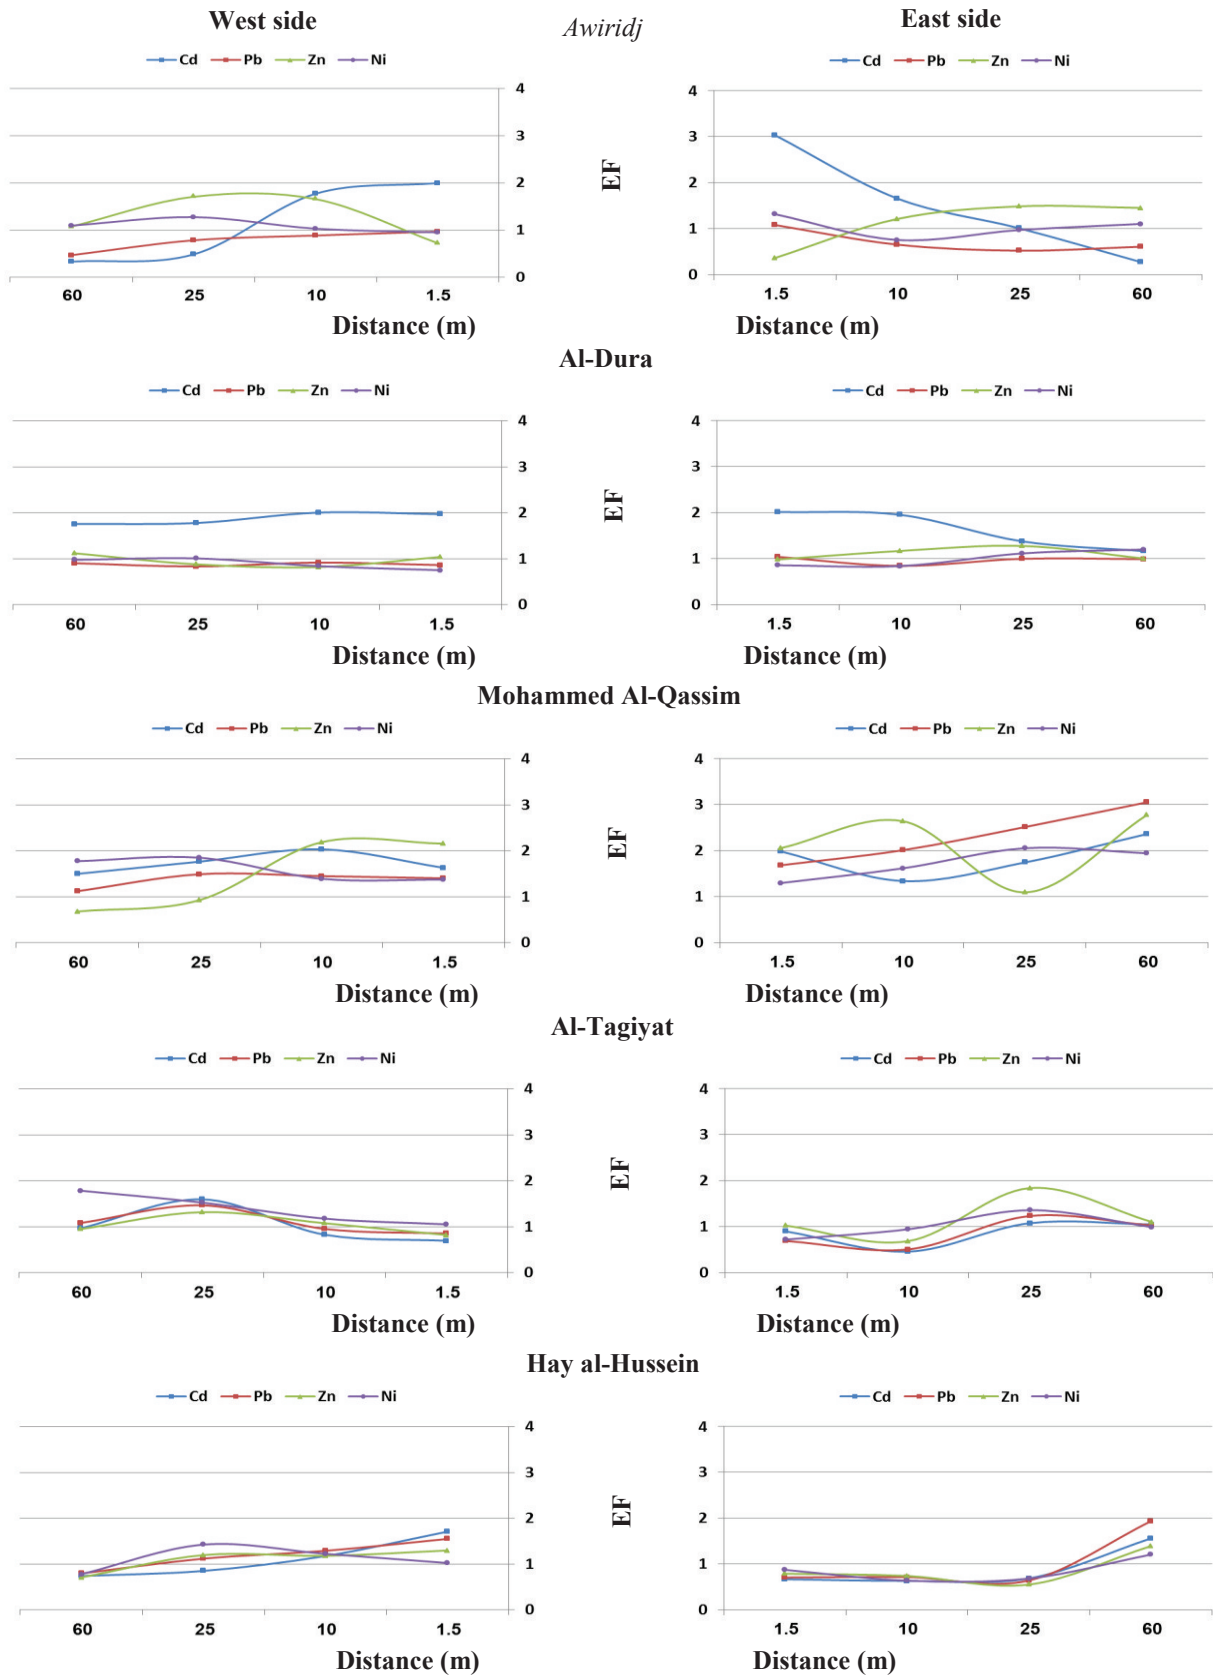 West side
Awiridj
East side
Cd Pb Zn Ni
Cd Pb Zn Ni
4
3
2
1
0
60 25 10 1.5
Distance (m)
EF
4
3
2
1
0
1.5 10 25 60
Distance (m)
Al-Dura
Cd Pb Zn Ni
Cd Pb Zn Ni
4
3
2
1
0
60 25 10 1.5
Distance (m)
EF
4
3
2
1
0
1.5 10 25 60
Distance (m)
Mohammed Al-Qassim
Cd Pb Zn Ni
Cd Pb Zn Ni
4
3
2
1
0
60 25 10 1.5
Distance (m)
EF
4
3
2
1
0
1.5 10 25 60
Distance (m)
Al-Tagiyat
Cd Pb Zn Ni
Cd Pb Zn Ni
4
3
2
1
0
60 25 10 1.5
Distance (m)
EF
4
3
2
1
0
1.5 10 25 60
Distance (m)
Hay al-Hussein
Cd Pb Zn Ni
Cd Pb Zn Ni
4
3
2
1
0
60 25 10 1.5
Distance (m)
EF
4
3
2
1
0
1.5 10 25 60
Distance (m)